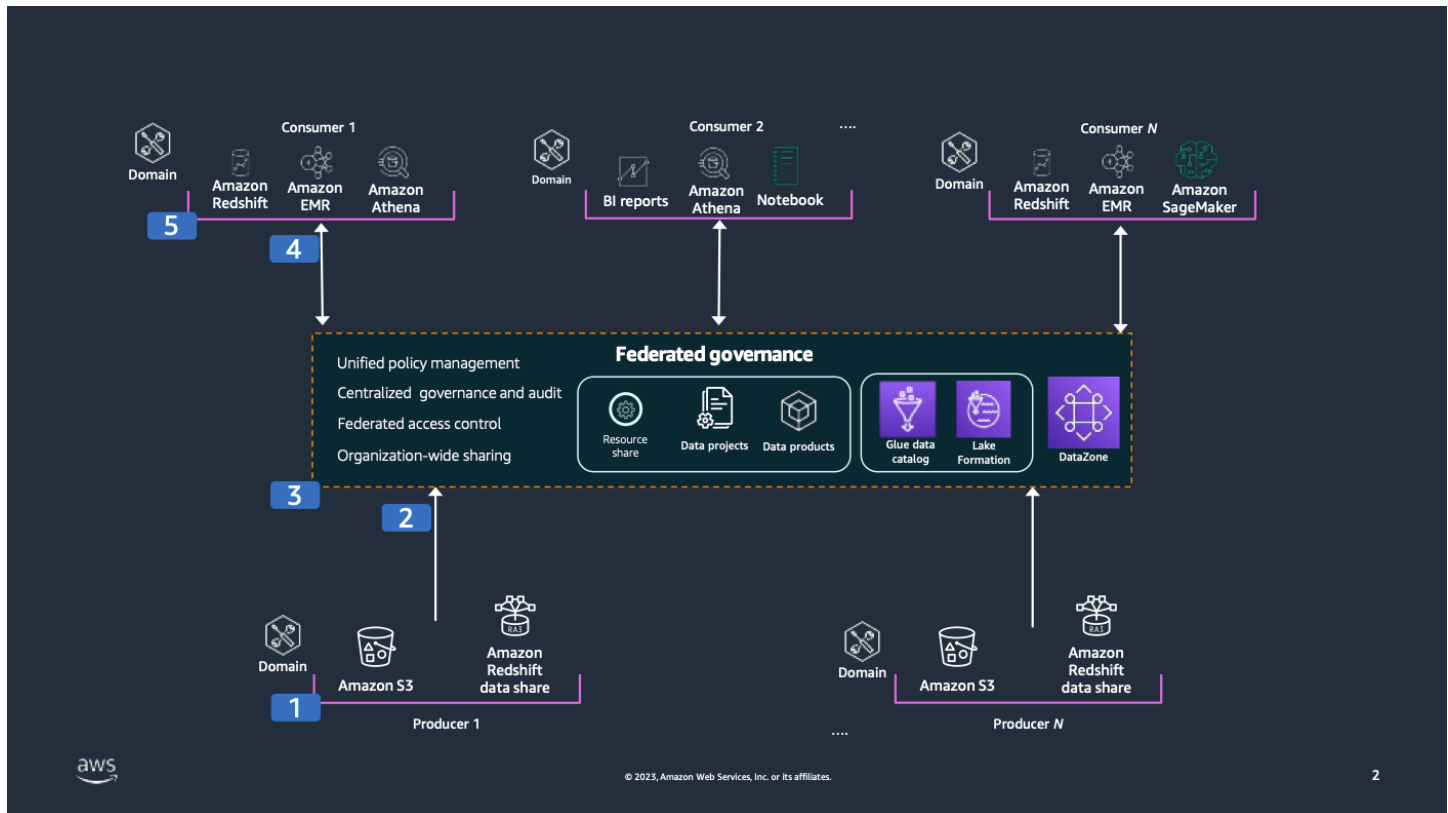 Consumer 1
Domain
Amazon
Redshift
Amazon
EMR
Amazon
Athena
5
4
Consumer 2
....
Domain
BI reports
Amazon
Athena
Notebook
Consumer N
Domain
Amazon
Redshift
Amazon
EMR
Amazon
SageMaker
Federated governance
Unified policy management
Centralized governance and audit
Federated access control
Organization-wide sharing
Resource
share
Data projects
Data products
Glue data
catalog
Lake
Formation
DataZone
3
2
Domain
Amazon S3
RA3
Amazon
Redshift
data share
1
Producer 1
....
Domain
Amazon S3
RA3
Amazon
Redshift
data share
Producer N
aws
© 2023, Amazon Web Services, Inc. or its affiliates.
2